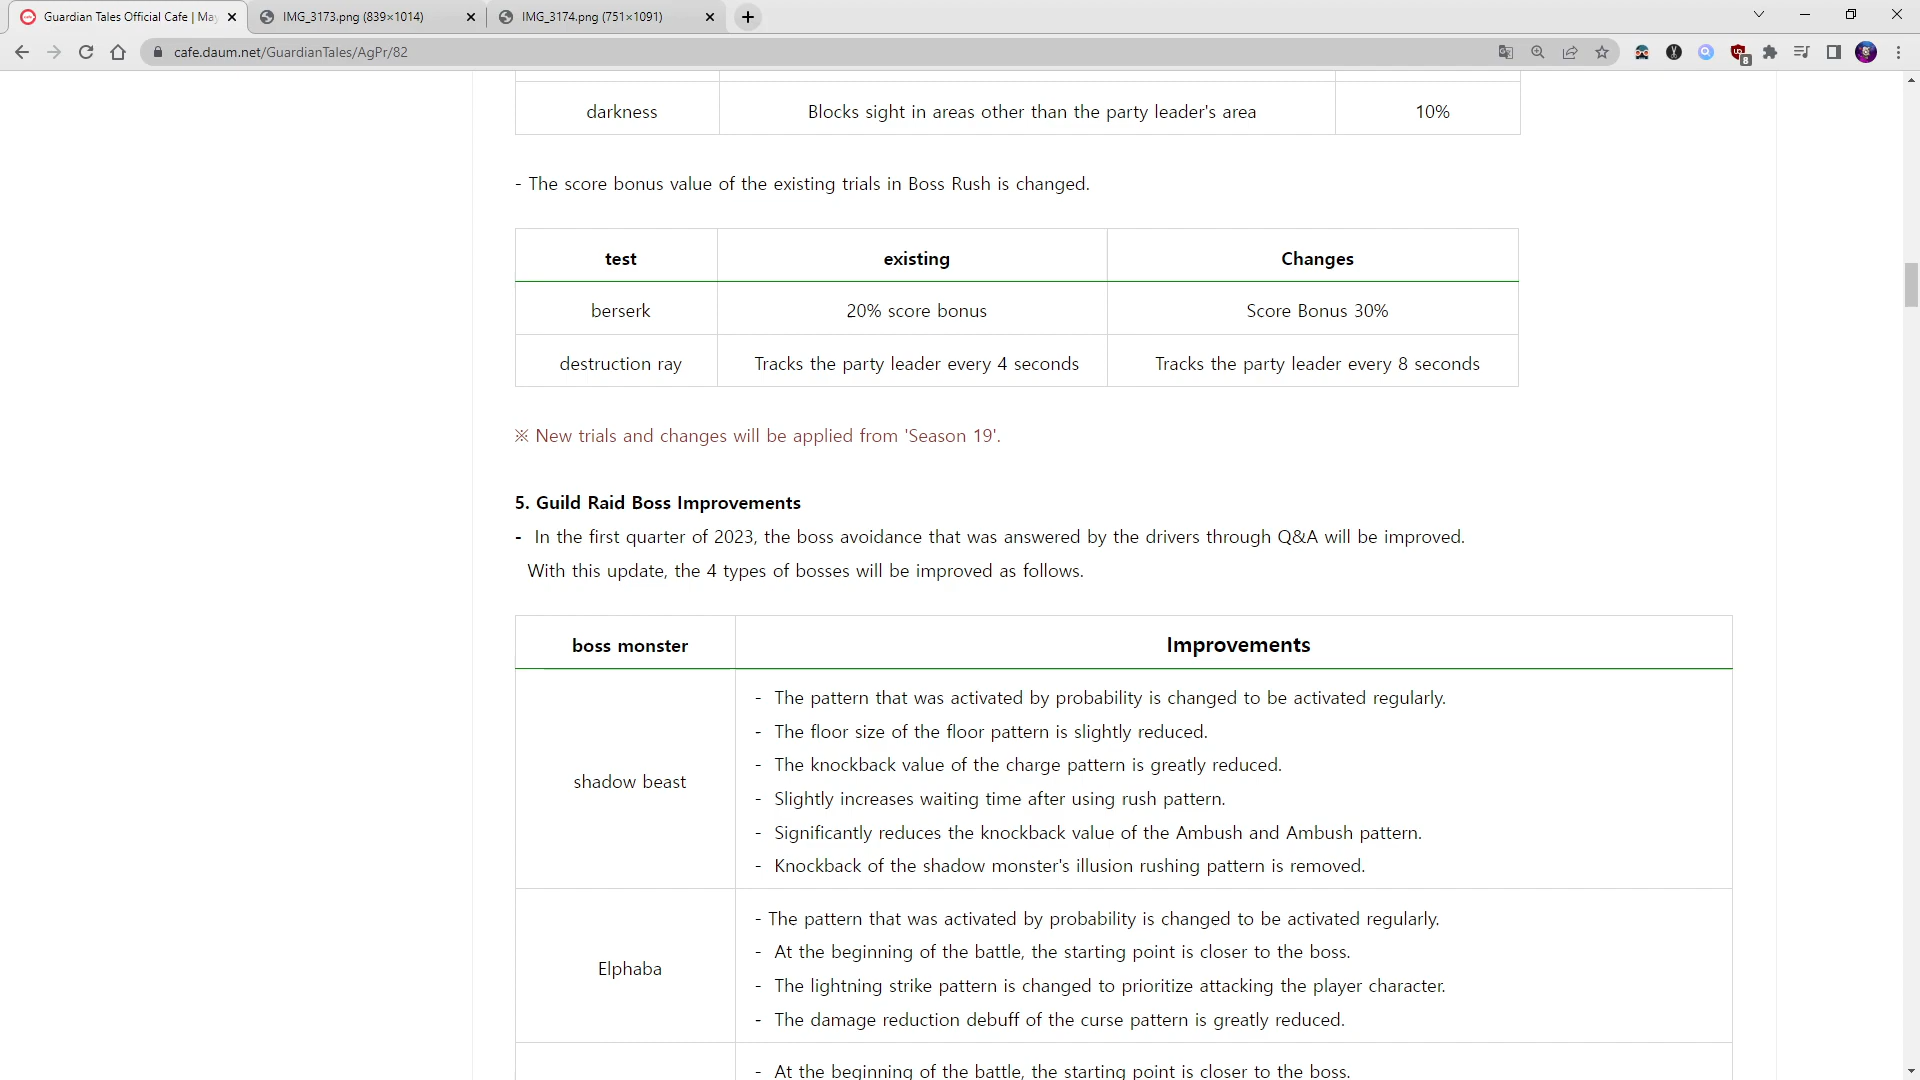 Guardian Tales Official Cafe | May
IMG_3173.png (839×1014)
IMG_3174.png (751×1091)
cafe.daum.net/GuardianTales/AgPr/82
8
darkness
Blocks sight in areas other than the party leader's area
10%
- The score bonus value of the existing trials in Boss Rush is changed.
test
existing
Changes
berserk
20% score bonus
Score Bonus 30%
destruction ray
Tracks the party leader every 4 seconds
Tracks the party leader every 8 seconds
※ New trials and changes will be applied from 'Season 19'.
5. Guild Raid Boss Improvements
- In the first quarter of 2023, the boss avoidance that was answered by the drivers through Q&A will be improved.
With this update, the 4 types of bosses will be improved as follows.
boss monster
Improvements
shadow beast
- The pattern that was activated by probability is changed to be activated regularly.
- The floor size of the floor pattern is slightly reduced.
- The knockback value of the charge pattern is greatly reduced.
- Slightly increases waiting time after using rush pattern.
- Significantly reduces the knockback value of the Ambush and Ambush pattern.
- Knockback of the shadow monster's illusion rushing pattern is removed.
Elphaba
- The pattern that was activated by probability is changed to be activated regularly.
- At the beginning of the battle, the starting point is closer to the boss.
- The lightning strike pattern is changed to prioritize attacking the player character.
- The damage reduction debuff of the curse pattern is greatly reduced.
- At the beginning of the battle, the starting point is closer to the boss.